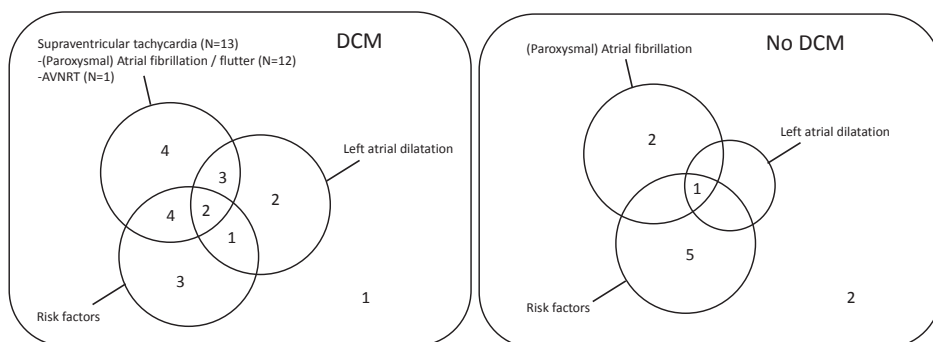 DCM
Supraventricular tachycardia (N=13)
-(Paroxysmal) Atrial fibrillation / flutter (N=12)
-AVNRT (N=1)
Left atrial dilatation
4
3
2
4
2
1
3
1
Risk factors
No DCM
(Paroxysmal) Atrial fibrillation
Left atrial dilatation
2
1
5
2
Risk factors